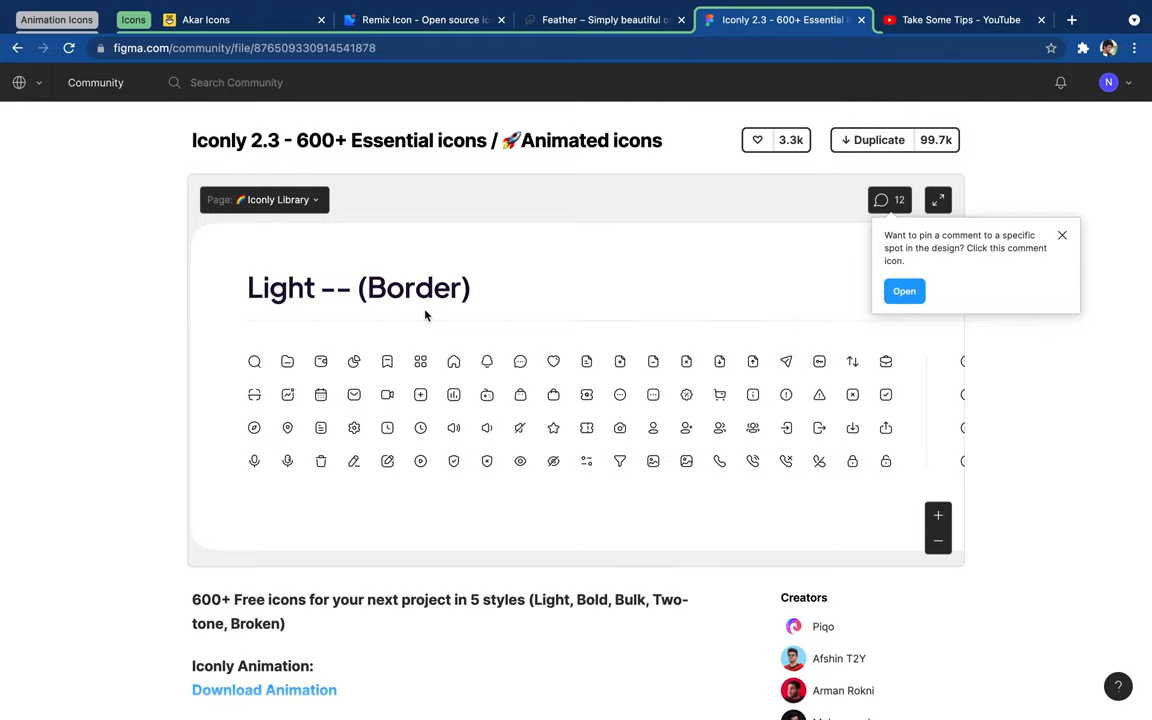 Animation Icons
Icons
Akar Icons
Remix Icon - Open source ic
Feather – Simply beautiful o
Iconly 2.3 - 600+ Essential i
Take Some Tips - YouTube
figma.com/community/file/876509330914541878
Community
Search Community
N
Iconly 2.3 - 600+ Essential icons / 🚀Animated icons
3.3k
Duplicate
99.7k
Page: 🌈 Iconly Library
12
Want to pin a comment to a specific
spot in the design? Click this comment
icon.
Open
Light -- (Border)
600+ Free icons for your next project in 5 styles (Light, Bold, Bulk, Two-
tone, Broken)
Iconly Animation:
Download Animation
Creators
Piqo
Afshin T2Y
Arman Rokni
?